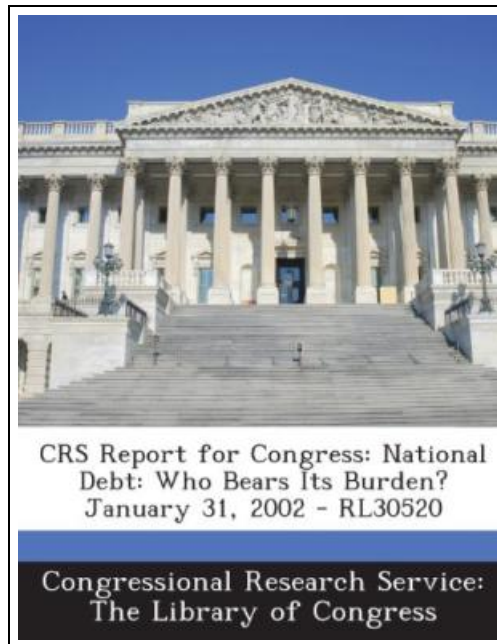 CRS Report for Congress: National
Debt: Who Bears Its Burden?
January 31, 2002 - RL30520
Congressional Research Service:
The Library of Congress